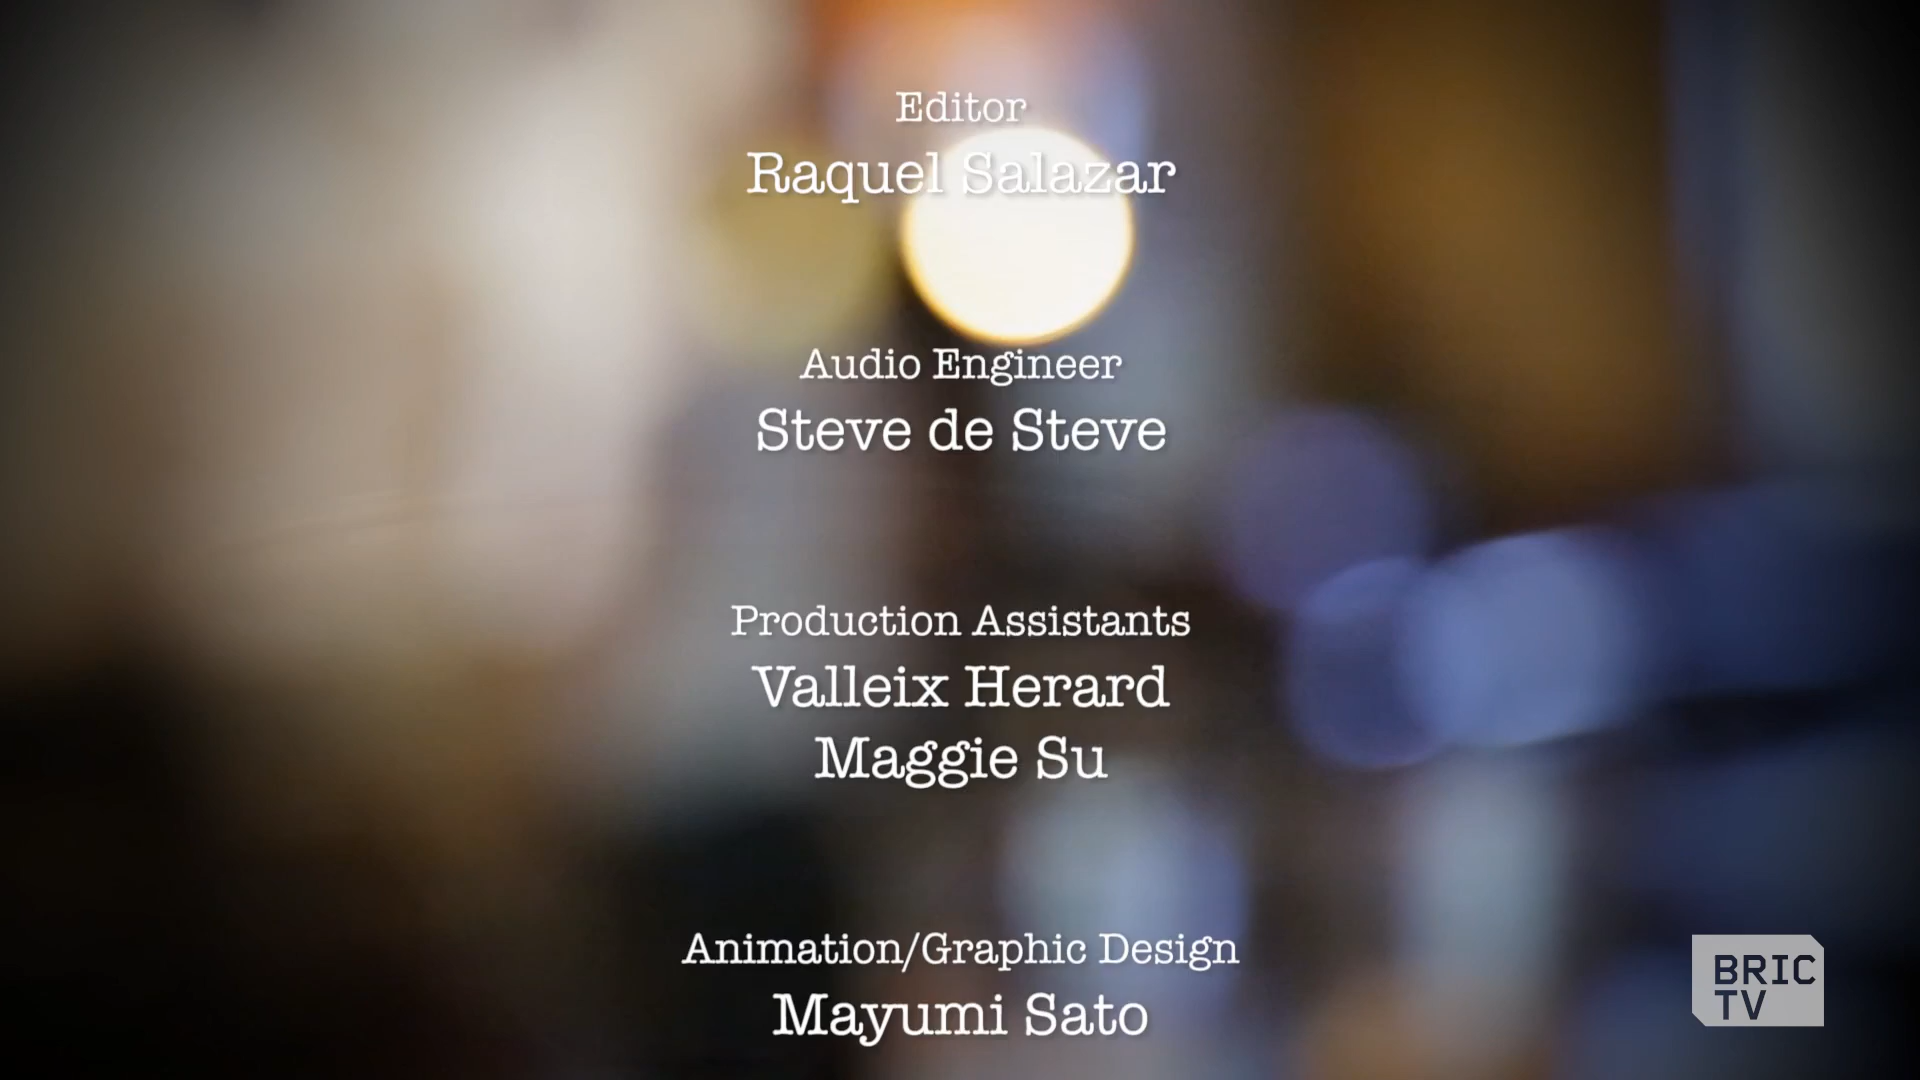 Editor
Raquel Salazar
Audio Engineer
Steve de Steve
Production Assistants
Valleix Herard
Maggie Su
Animation/Graphic Design
Mayumi Sato
BRIC
TV